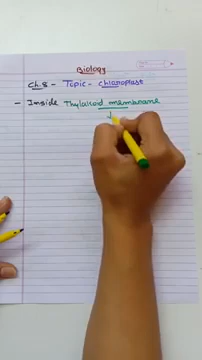 Biology
Ch.8 - Topic - chloroplast
- Inside Thylakoid membrane
↓